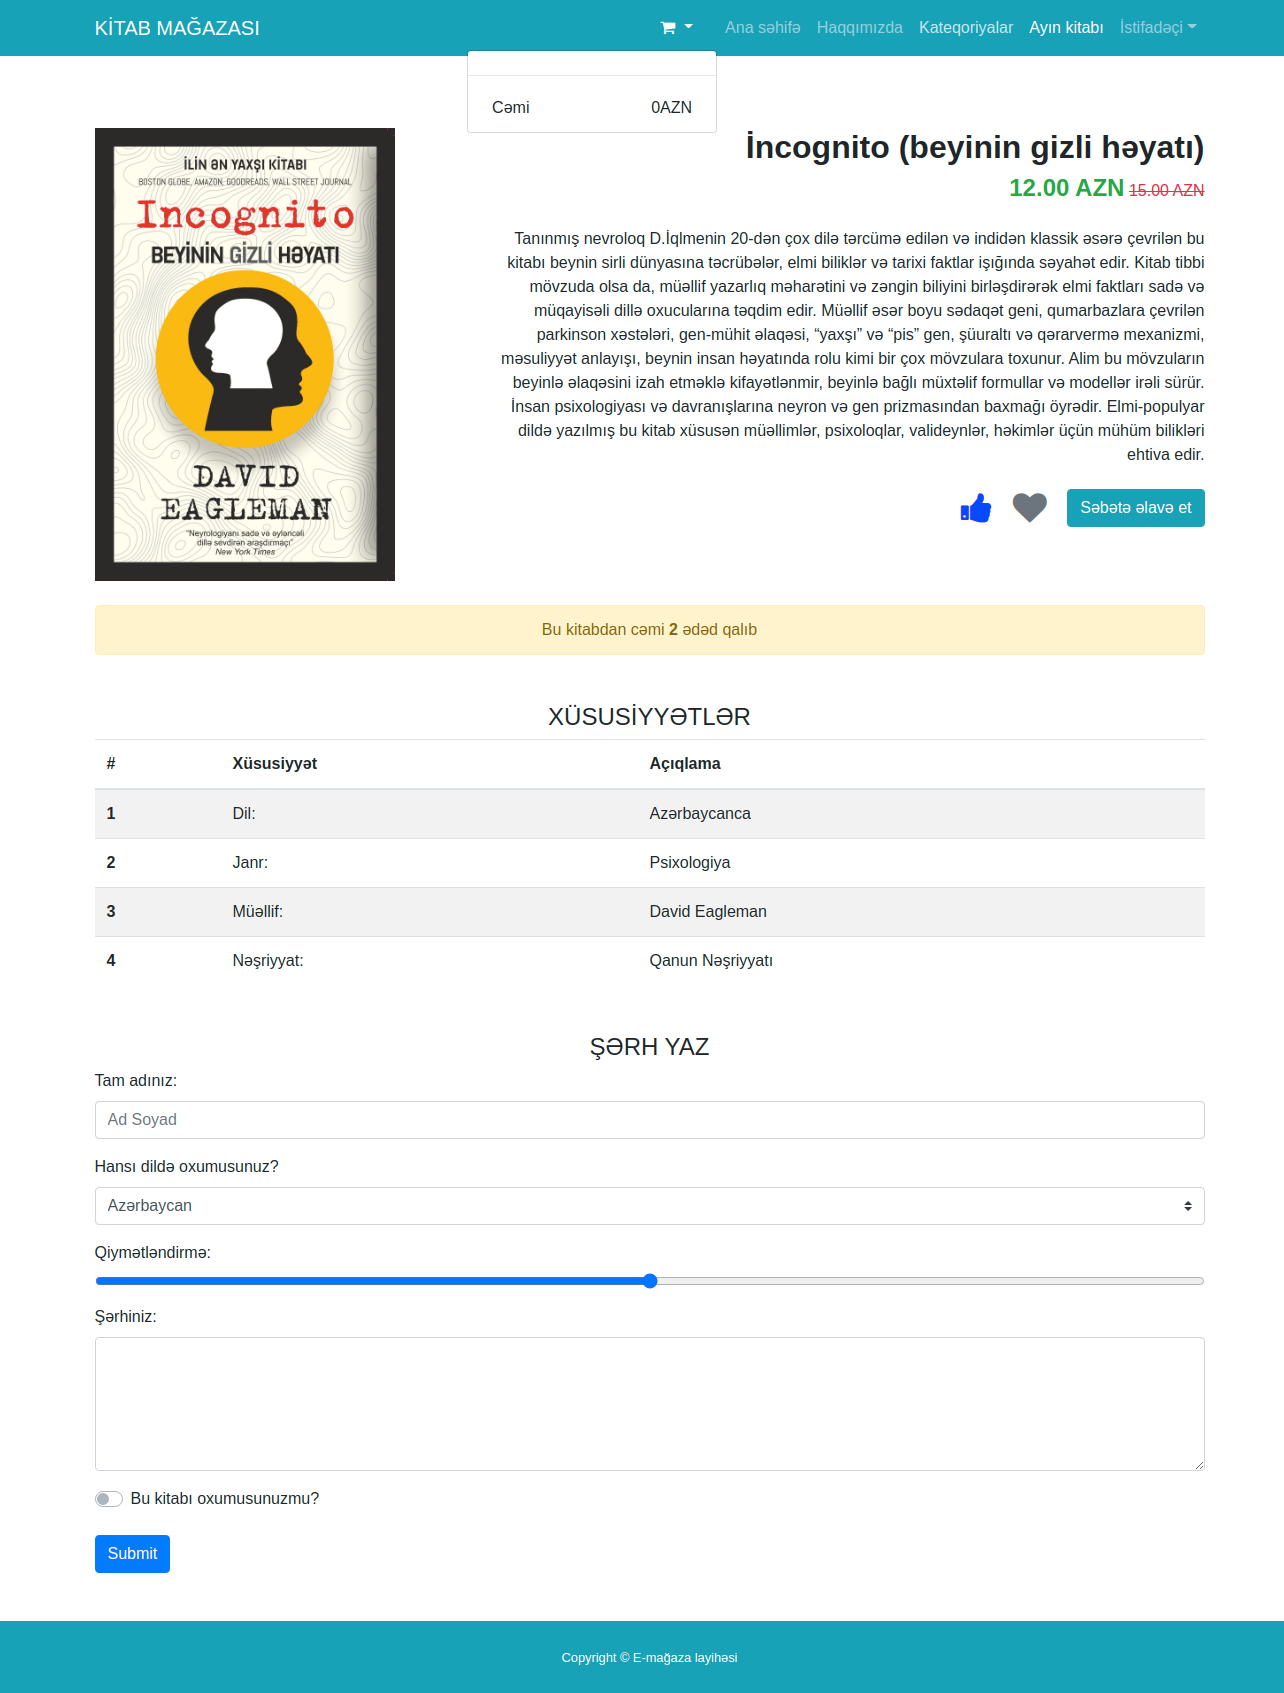 KİTAB MAĞAZASI
Ana səhifə Haqqımızda Kateqoriyalar Ayın kitabı İstifadəçi
Cəmi 0AZN
İLİN ƏN YAXŞI KİTABI
BOSTON GLOBE, AMAZON, GOODREADS, WALL STREET JOURNAL
Incognito
BEYİNİN GİZLİ HƏYATI
DAVID
EAGLEMAN
"Neyrologiyanı sadə və əyləncəli
dillə sevdirən araşdırmaçı"
New York Times
İncognito (beyinin gizli həyatı)
12.00 AZN 15.00 AZN
Tanınmış nevroloq D.İqlmenin 20-dən çox dilə tərcümə edilən və indidən klassik əsərə çevrilən bu
kitabı beynin sirli dünyasına təcrübələr, elmi biliklər və tarixi faktlar işığında səyahət edir. Kitab tibbi
mövzuda olsa da, müəllif yazarlıq məharətini və zəngin biliyini birləşdirərək elmi faktları sadə və
müqayisəli dillə oxucularına təqdim edir. Müəllif əsər boyu sədaqət geni, qumarbazlara çevrilən
parkinson xəstələri, gen-mühit əlaqəsi, “yaxşı” və “pis” gen, şüuraltı və qərarvermə mexanizmi,
məsuliyyət anlayışı, beynin insan həyatında rolu kimi bir çox mövzulara toxunur. Alim bu mövzuların
beyinlə əlaqəsini izah etməklə kifayətlənmir, beyinlə bağlı müxtəlif formullar və modellər irəli sürür.
İnsan psixologiyası və davranışlarına neyron və gen prizmasından baxmağı öyrədir. Elmi-populyar
dildə yazılmış bu kitab xüsusən müəllimlər, psixoloqlar, valideynlər, həkimlər üçün mühüm bilikləri
ehtiva edir.
Səbətə əlavə et
Bu kitabdan cəmi 2 ədəd qalıb
XÜSUSİYYƏTLƏR
# Xüsusiyyət Açıqlama
1 Dil: Azərbaycanca
2 Janr: Psixologiya
3 Müəllif: David Eagleman
4 Nəşriyyat: Qanun Nəşriyyatı
ŞƏRH YAZ
Tam adınız:
Ad Soyad
Hansı dildə oxumusunuz?
Azərbaycan
Qiymətləndirmə:
Şərhiniz:
Bu kitabı oxumusunuzmu?
Submit
Copyright © E-mağaza layihəsi